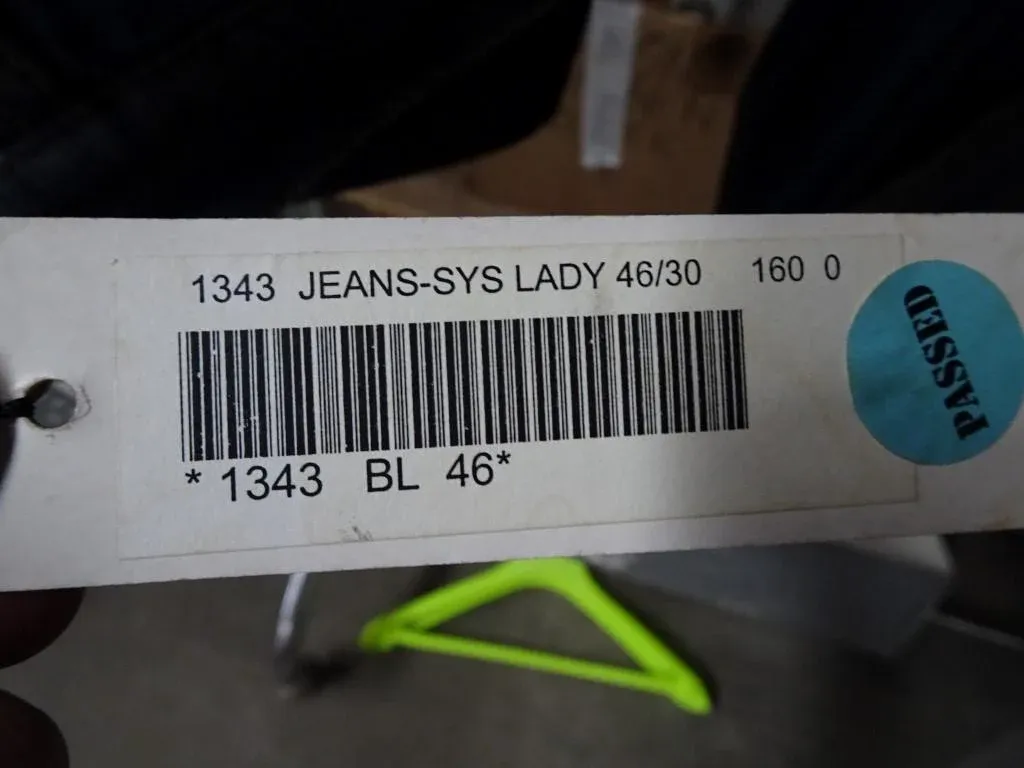 1343 JEANS-SYS LADY 46/30 160 0
PASSED
* 1343 BL 46*